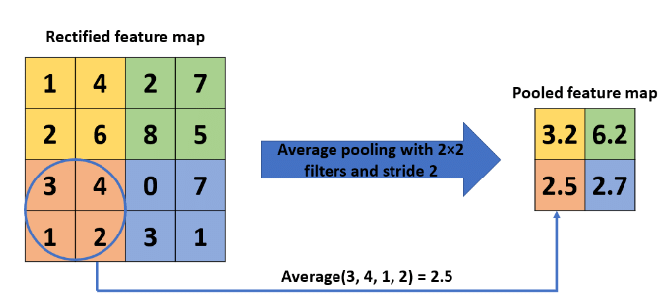 Rectified feature map
1 4 2 7
2 6 8 5
3 4 0 7
1 2 3 1
Average pooling with 2×2
filters and stride 2
Pooled feature map
3.2 6.2
2.5 2.7
Average(3, 4, 1, 2) = 2.5